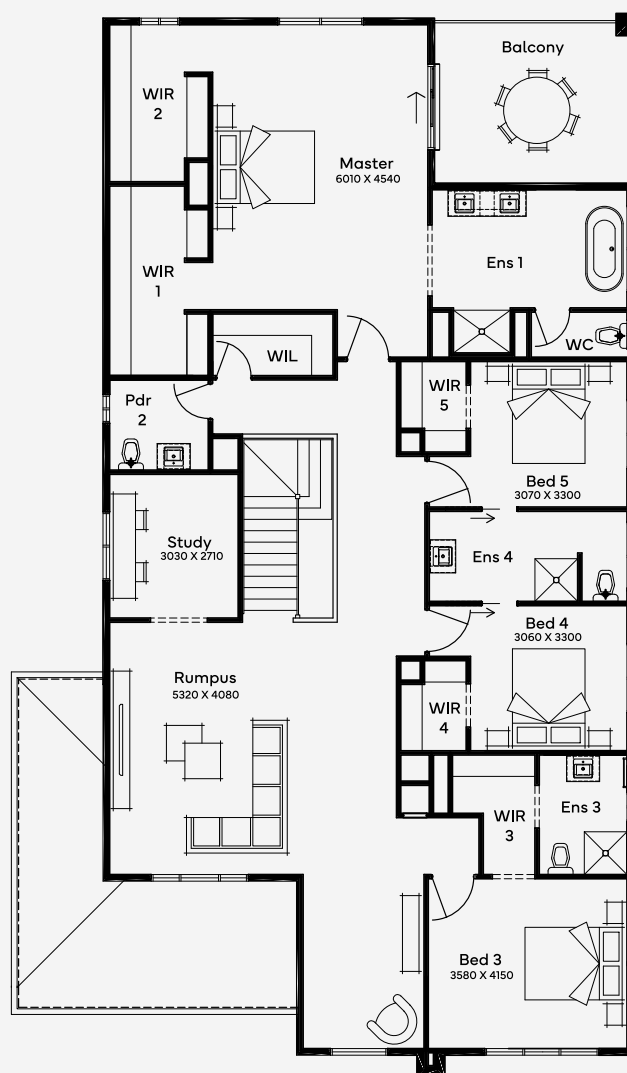 Balcony
WIR
2
Master
6010 X 4540
WIR
1
Ens 1
WC
WIL
Pdr
2
WIR
5
Bed 5
3070 X 3300
Study
3030 X 2710
Ens 4
Bed 4
3060 X 3300
Rumpus
5320 X 4080
WIR
4
WIR
3
Ens 3
Bed 3
3580 X 4150